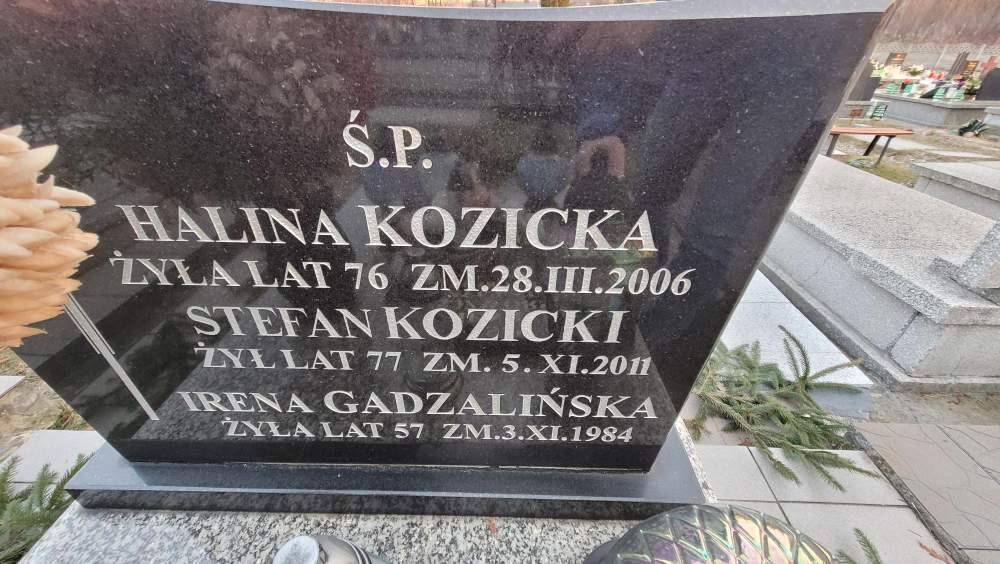 Ś.P.
HALINA KOZICKA
ŻYŁA LAT 76 ZM.28.III.2006
STEFAN KOZICKI
ŻYŁ LAT 77 ZM. 5. XI.2011
IRENA GADZALIŃSKA
ŻYŁA LAT 57 ZM.3.XI.1984